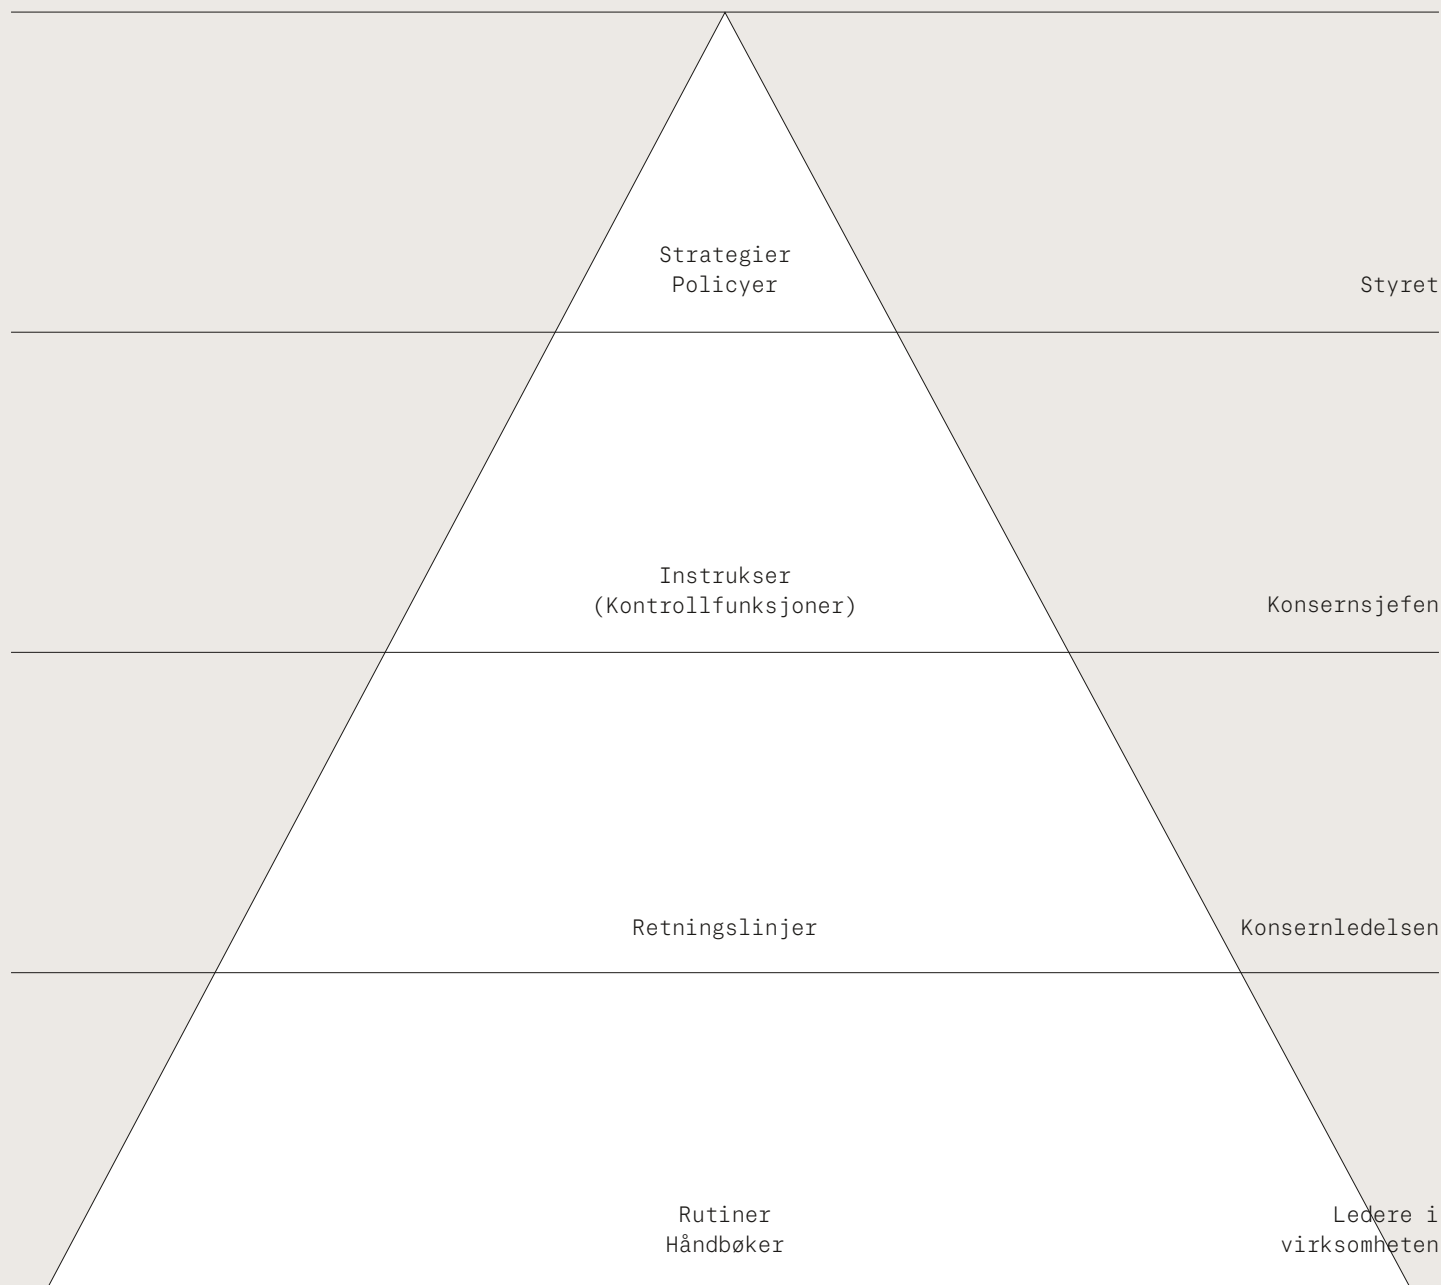 Strategier
Policyer
Styret
Instrukser
(Kontrollfunksjoner)
Konsernsjefen
Retningslinjer
Konsernledelsen
Rutiner
Håndbøker
Ledere i
virksomheten